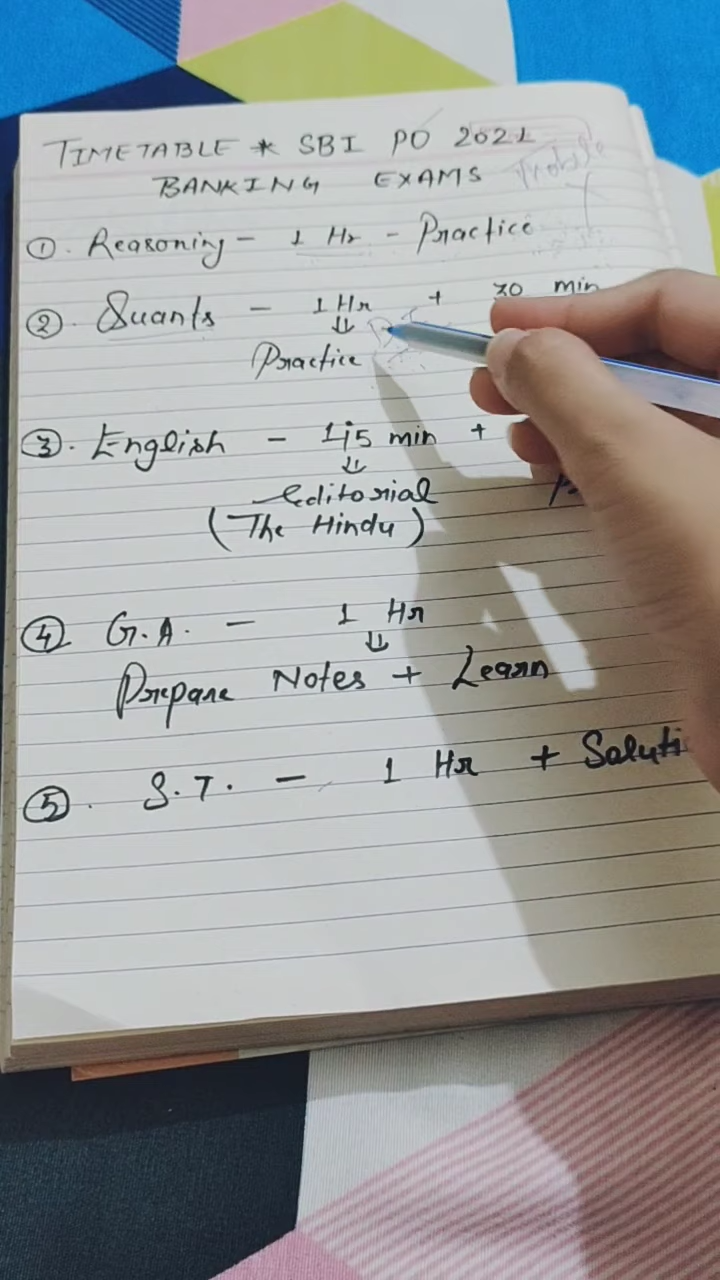 TIMETABLE * SBI PO 2021
BANKING EXAMS
①. Reasoning - 1 Hr - Practice
②. Quants - 1 Hr + 30 min
⇓
Practice
③. English - 15 min +
⇓
Editorial
(The Hindu)
④ G.A. - 1 Hr
⇓
Prepare Notes + Learn
⑤. S.T. - 1 Hr + Soluti